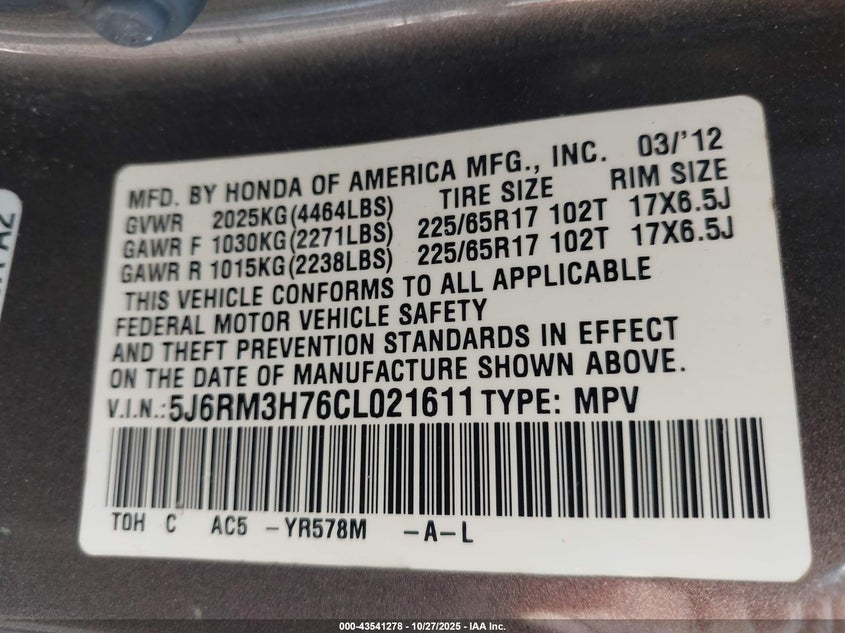 MFD. BY HONDA OF AMERICA MFG., INC. 03/'12
GVWR 2025KG(4464LBS) TIRE SIZE RIM SIZE
GAWR F 1030KG(2271LBS) 225/65R17 102T 17X6.5J
GAWR R 1015KG(2238LBS) 225/65R17 102T 17X6.5J
THIS VEHICLE CONFORMS TO ALL APPLICABLE
FEDERAL MOTOR VEHICLE SAFETY
AND THEFT PREVENTION STANDARDS IN EFFECT
ON THE DATE OF MANUFACTURE SHOWN ABOVE.
V.I.N.:5J6RM3H76CL021611 TYPE: MPV
TOH C AC5 -YR578M -A-L
000-43541278 - 10/27/2025 - IAA Inc.